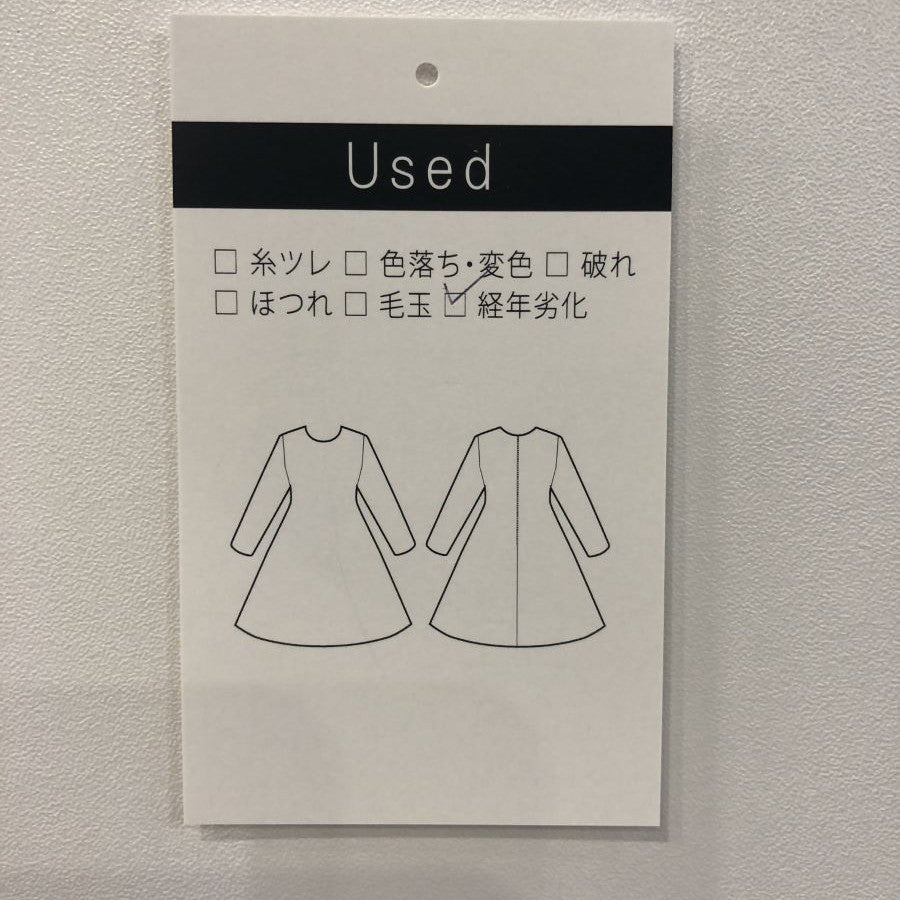 Used
□ 糸ツレ □ 色落ち・変色 □ 破れ
□ ほつれ □ 毛玉 ☑ 経年劣化